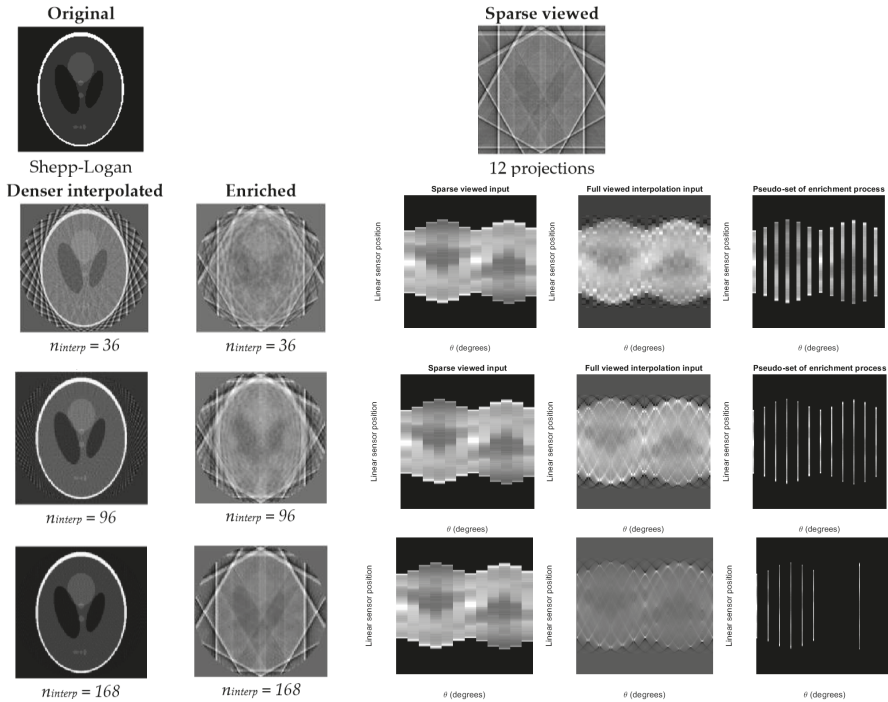 Original
Sparse viewed
Shepp-Logan
12 projections
Denser interpolated
Enriched
Sparse viewed input
Full viewed interpolation input
Pseudo-set of enrichment process
Linear sensor position
Linear sensor position
Linear sensor position
θ (degrees)
θ (degrees)
θ (degrees)
ninterp = 36
ninterp = 36
Sparse viewed input
Full viewed interpolation input
Pseudo-set of enrichment process
Linear sensor position
Linear sensor position
Linear sensor position
ninterp = 96
ninterp = 96
θ (degrees)
θ (degrees)
θ (degrees)
Linear sensor position
Linear sensor position
Linear sensor position
ninterp = 168
ninterp = 168
θ (degrees)
θ (degrees)
θ (degrees)